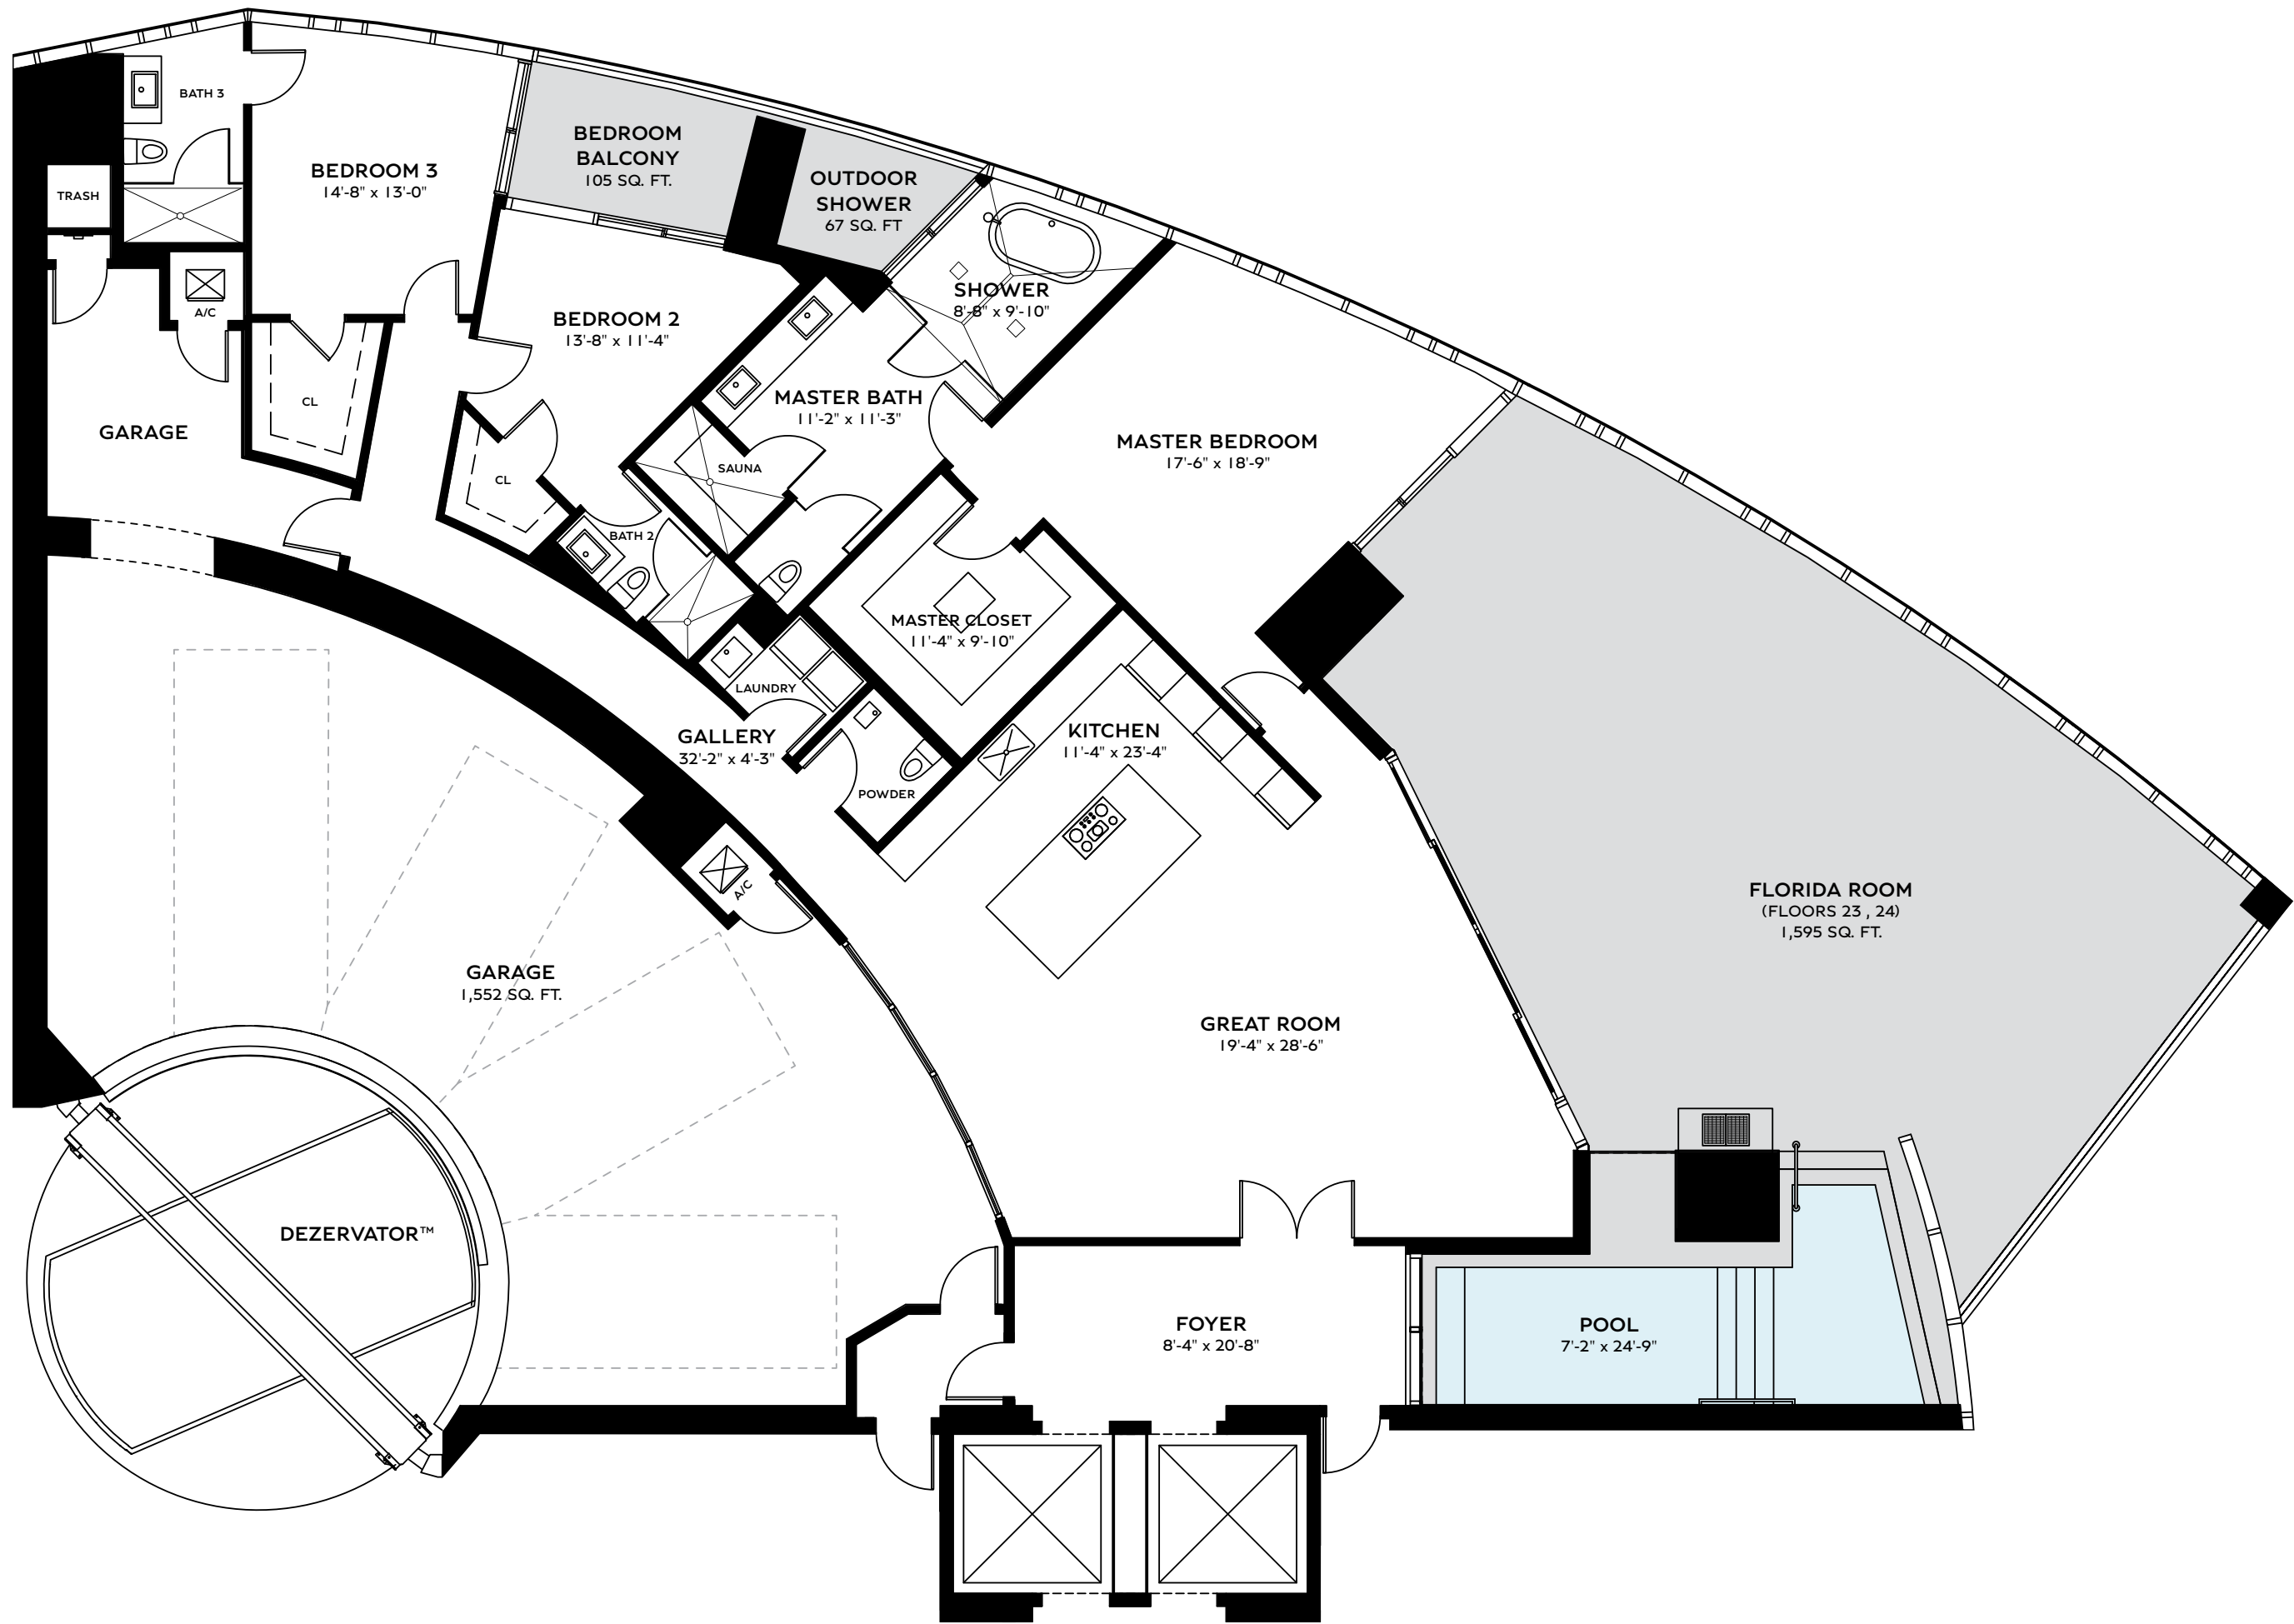 BATH 3
BEDROOM 3
14'-8" x 13'-0"
BEDROOM
BALCONY
105 SQ. FT.
OUTDOOR
SHOWER
67 SQ. FT
TRASH
A/C
CL
GARAGE
BEDROOM 2
13'-8" x 11'-4"
CL
SHOWER
8'-8" x 9'-10"
MASTER BATH
11'-2" x 11'-3"
SAUNA
BATH 2
MASTER BEDROOM
17'-6" x 18'-9"
MASTER CLOSET
11'-4" x 9'-10"
LAUNDRY
GALLERY
32'-2" x 4'-3"
POWDER
KITCHEN
11'-4" x 23'-4"
A/C
GARAGE
1,552 SQ. FT.
FLORIDA ROOM
(FLOORS 23 , 24)
1,595 SQ. FT.
GREAT ROOM
19'-4" x 28'-6"
DEZERVATOR™
FOYER
8'-4" x 20'-8"
POOL
7'-2" x 24'-9"